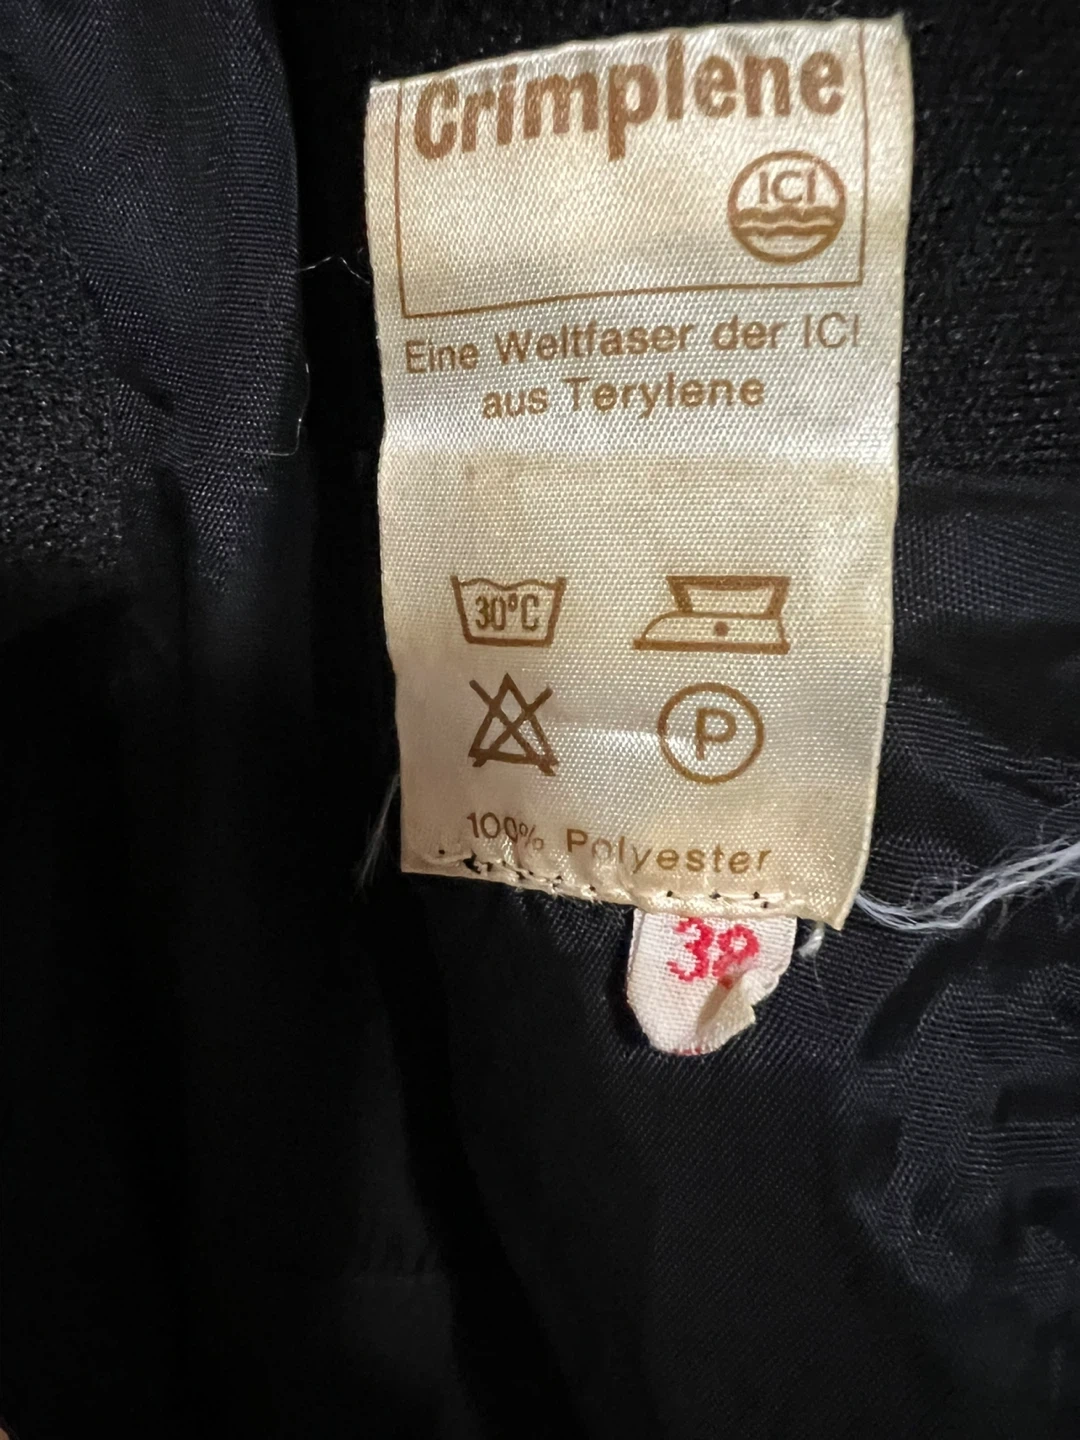 Crimplene
ICI
Eine Weltfaser der ICI
aus Terylene
30°C
P
100% Polyester
38